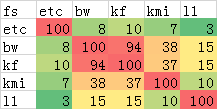 fs etc bw kf kmi l1
etc 100 8 10 7 3
bw 8 100 94 38 15
kf 10 94 100 37 15
kmi 7 38 37 100 10
l1 3 15 15 10 100